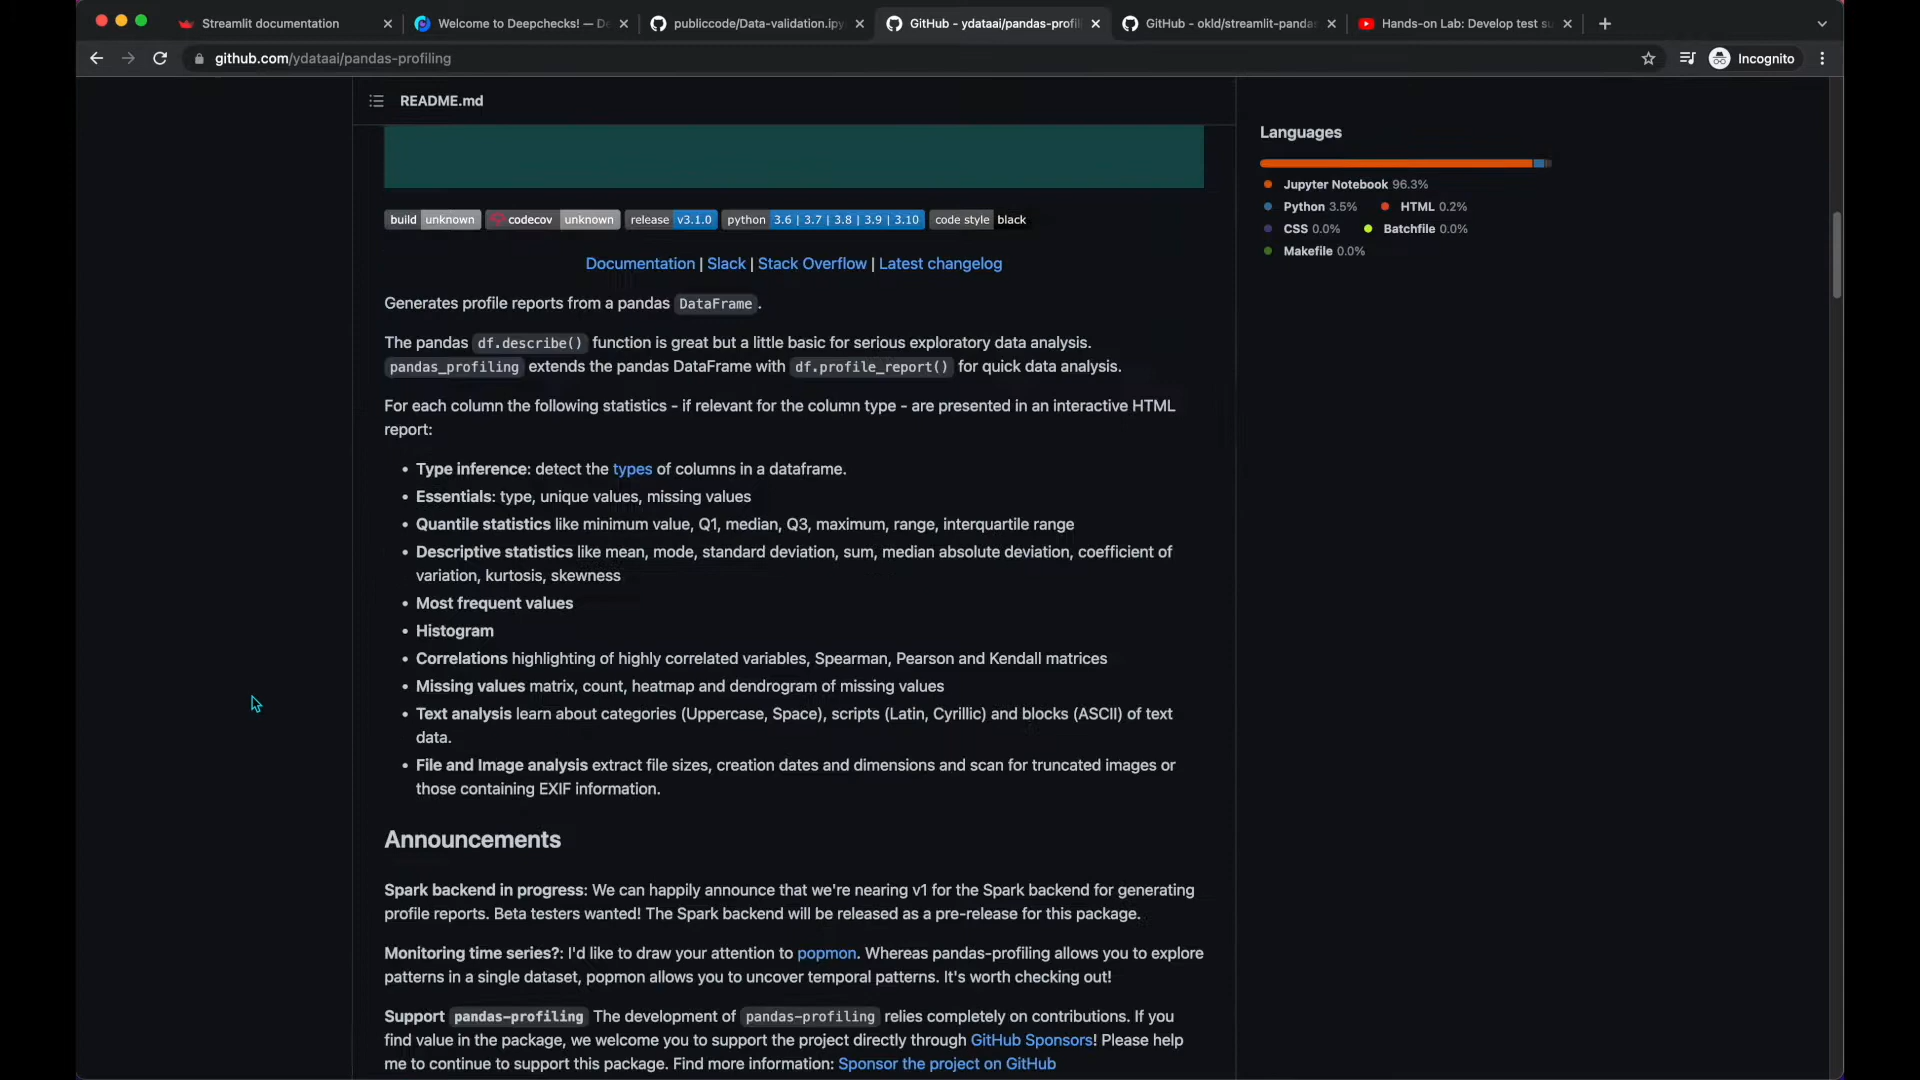 Streamlit documentation
Welcome to Deepchecks! — De
publiccode/Data-validation.ipy
GitHub - ydataai/pandas-profil
GitHub - okld/streamlit-panda
Hands-on Lab: Develop test su
github.com/ydataai/pandas-profiling
Incognito
README.md
build unknown codecov unknown release v3.1.0 python 3.6 | 3.7 | 3.8 | 3.9 | 3.10 code style black
Documentation | Slack | Stack Overflow | Latest changelog
Generates profile reports from a pandas DataFrame.
The pandas df.describe() function is great but a little basic for serious exploratory data analysis.
pandas_profiling extends the pandas DataFrame with df.profile_report() for quick data analysis.
For each column the following statistics - if relevant for the column type - are presented in an interactive HTML
report:
• Type inference: detect the types of columns in a dataframe.
• Essentials: type, unique values, missing values
• Quantile statistics like minimum value, Q1, median, Q3, maximum, range, interquartile range
• Descriptive statistics like mean, mode, standard deviation, sum, median absolute deviation, coefficient of
variation, kurtosis, skewness
• Most frequent values
• Histogram
• Correlations highlighting of highly correlated variables, Spearman, Pearson and Kendall matrices
• Missing values matrix, count, heatmap and dendrogram of missing values
• Text analysis learn about categories (Uppercase, Space), scripts (Latin, Cyrillic) and blocks (ASCII) of text
data.
• File and Image analysis extract file sizes, creation dates and dimensions and scan for truncated images or
those containing EXIF information.
Announcements
Spark backend in progress: We can happily announce that we're nearing v1 for the Spark backend for generating
profile reports. Beta testers wanted! The Spark backend will be released as a pre-release for this package.
Monitoring time series?: I'd like to draw your attention to popmon. Whereas pandas-profiling allows you to explore
patterns in a single dataset, popmon allows you to uncover temporal patterns. It's worth checking out!
Support pandas-profiling The development of pandas-profiling relies completely on contributions. If you
find value in the package, we welcome you to support the project directly through GitHub Sponsors! Please help
me to continue to support this package. Find more information: Sponsor the project on GitHub
Languages
Jupyter Notebook 96.3%
Python 3.5% HTML 0.2%
CSS 0.0% Batchfile 0.0%
Makefile 0.0%